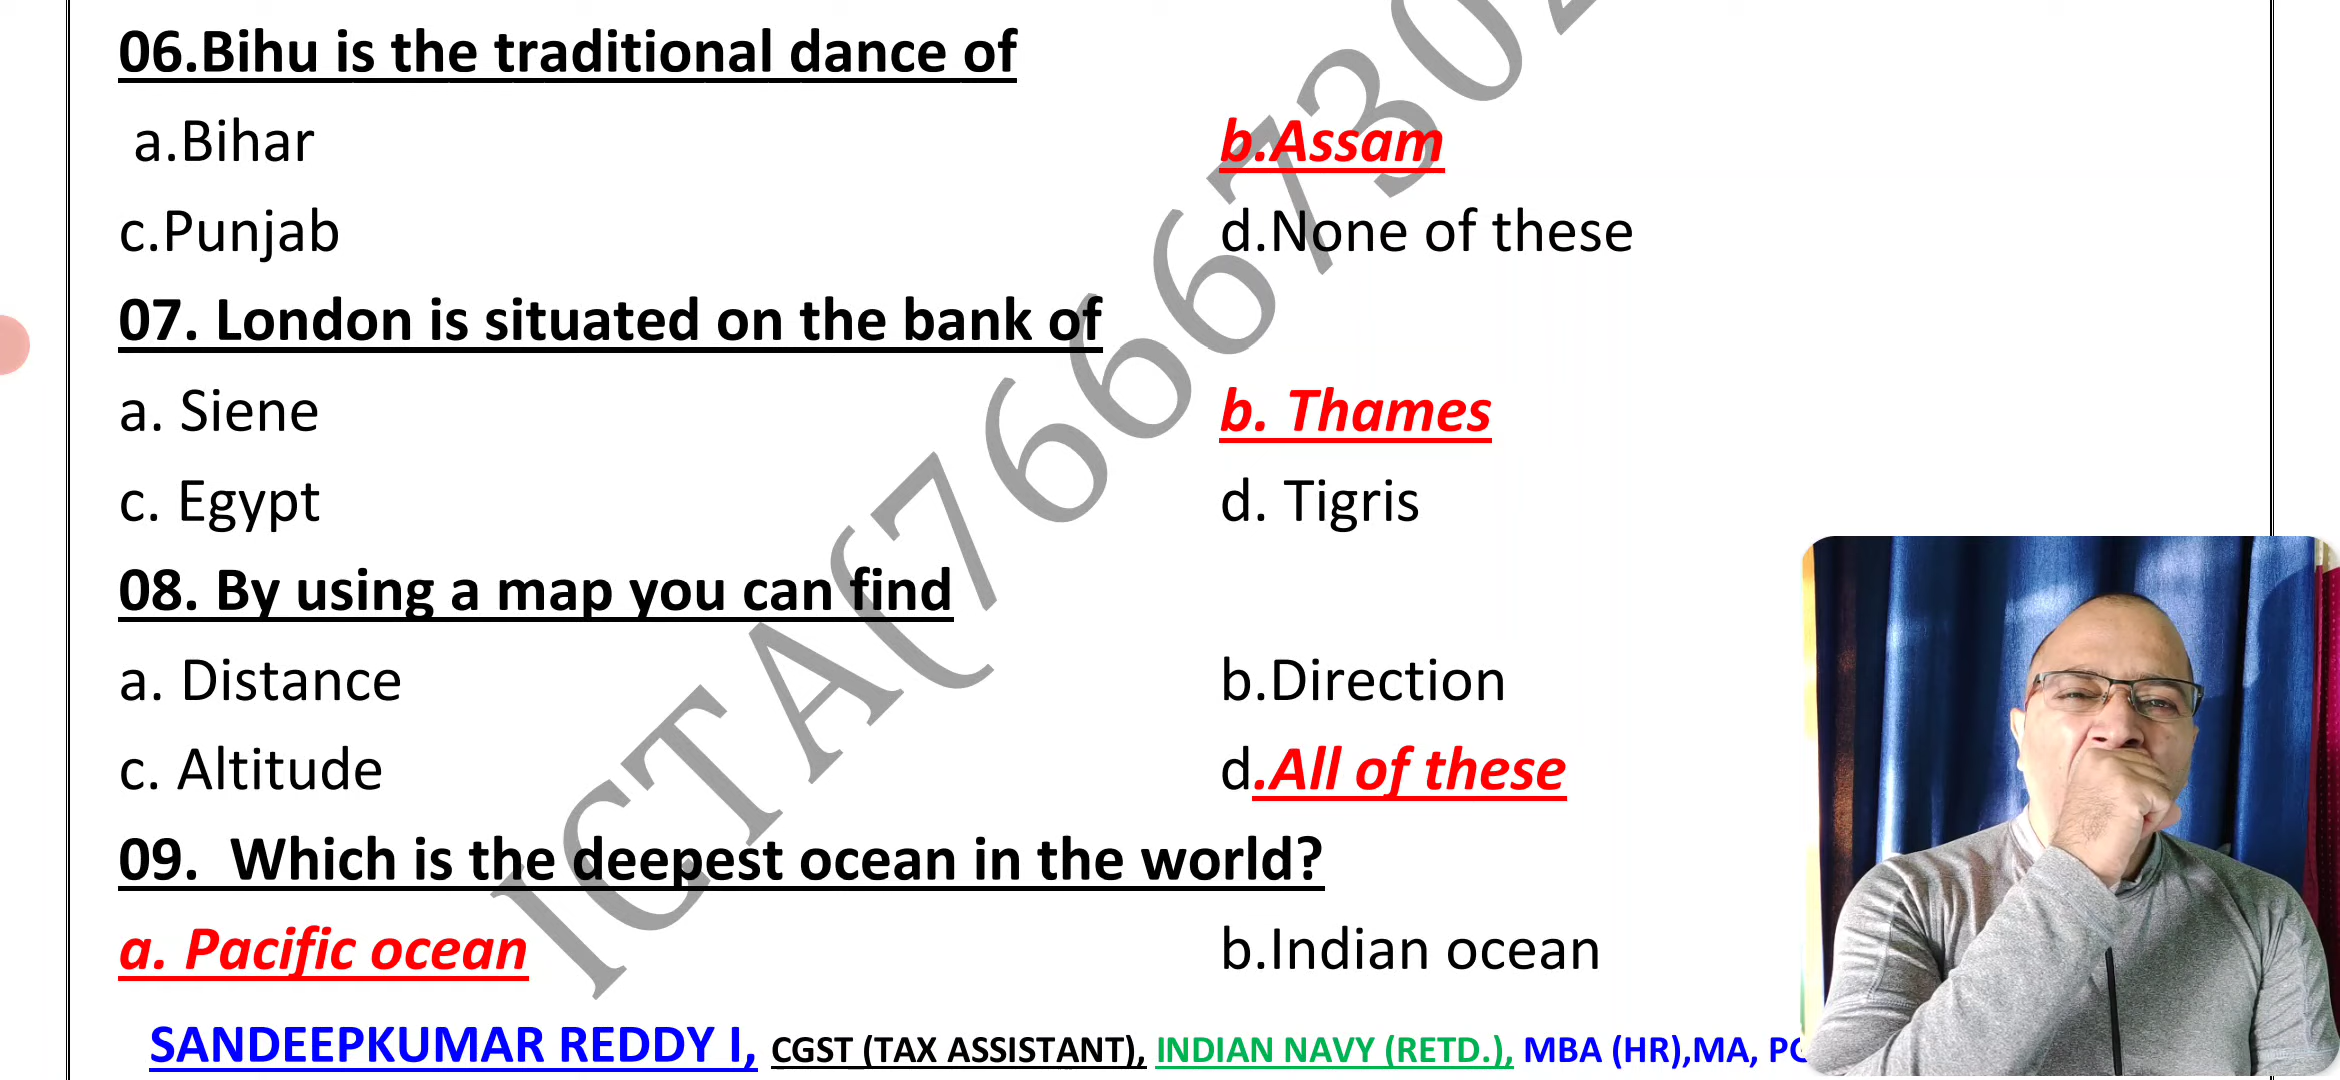 06.Bihu is the traditional dance of
a.Bihar b.Assam
c.Punjab d.None of these
07. London is situated on the bank of
a. Siene b. Thames
c. Egypt d. Tigris
08. By using a map you can find
a. Distance b.Direction
c. Altitude d.All of these
09. Which is the deepest ocean in the world?
a. Pacific ocean b.Indian ocean
SANDEEPKUMAR REDDY I, CGST (TAX ASSISTANT), INDIAN NAVY (RETD.), MBA (HR),MA,
ICTA(7666730